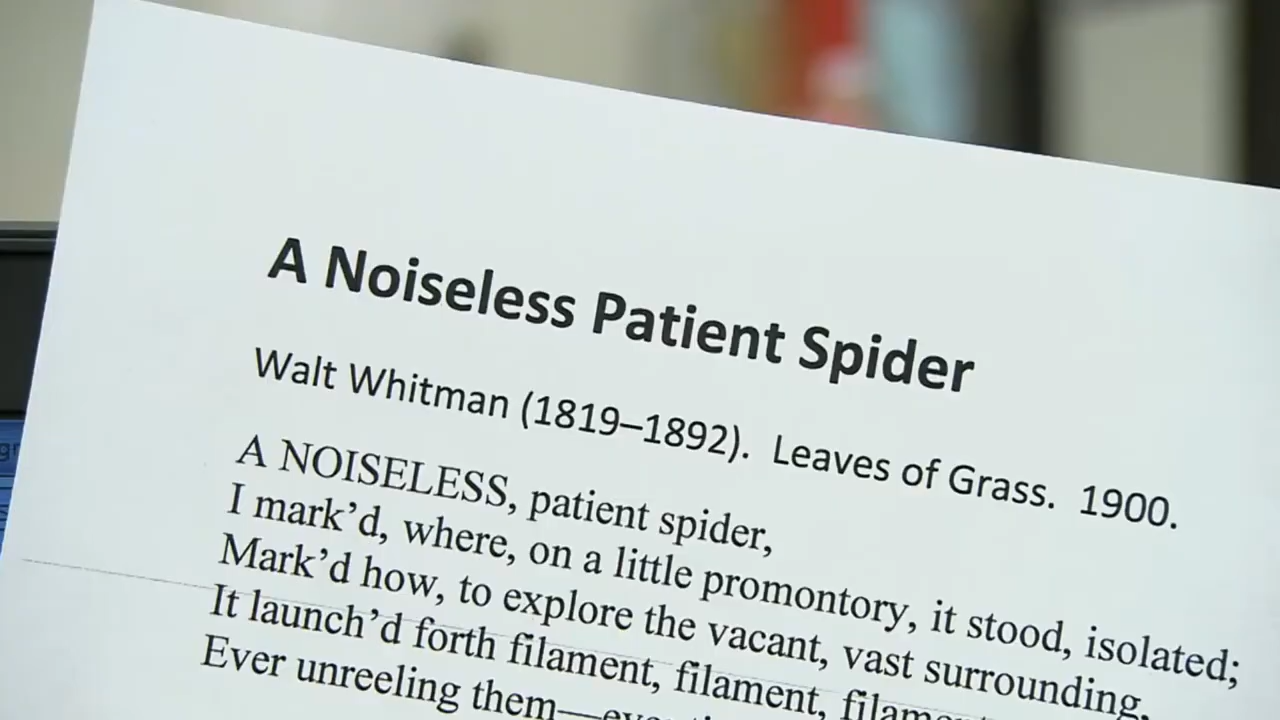 A Noiseless Patient Spider
Walt Whitman (1819–1892). Leaves of Grass. 1900.
A NOISELESS, patient spider,
I mark’d, where, on a little promontory, it stood, isolated;
Mark’d how, to explore the vacant, vast surrounding,
It launch’d forth filament, filament,
Ever unreeling them—